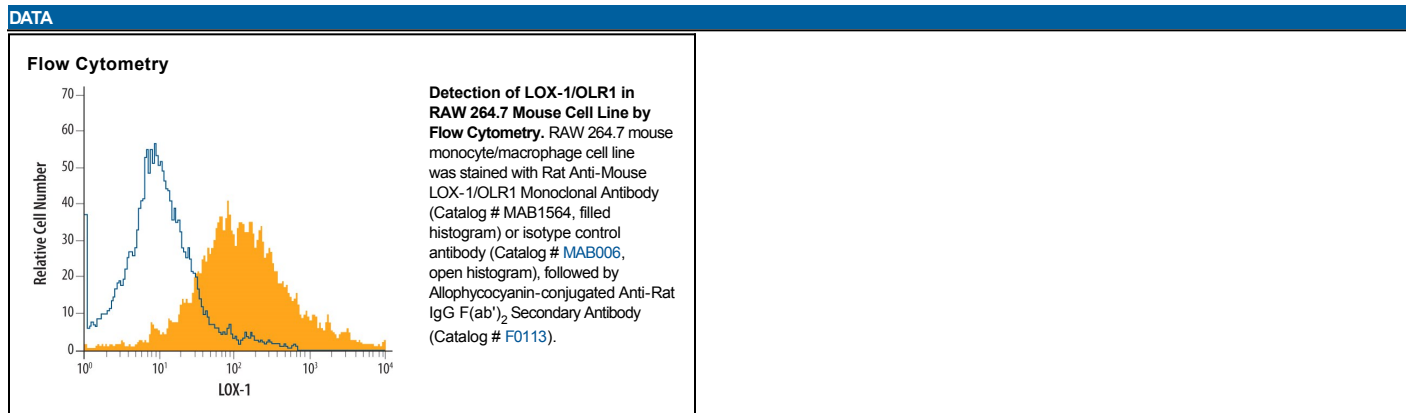 DATA
Flow Cytometry
70
60
50
40
30
20
10
0
Relative Cell Number
10⁰ 10¹ 10² 10³ 10⁴
LOX-1
Detection of LOX-1/OLR1 in
RAW 264.7 Mouse Cell Line by
Flow Cytometry. RAW 264.7 mouse
monocyte/macrophage cell line
was stained with Rat Anti-Mouse
LOX-1/OLR1 Monoclonal Antibody
(Catalog # MAB1564, filled
histogram) or isotype control
antibody (Catalog # MAB006,
open histogram), followed by
Allophycocyanin-conjugated Anti-Rat
IgG F(ab')₂ Secondary Antibody
(Catalog # F0113).